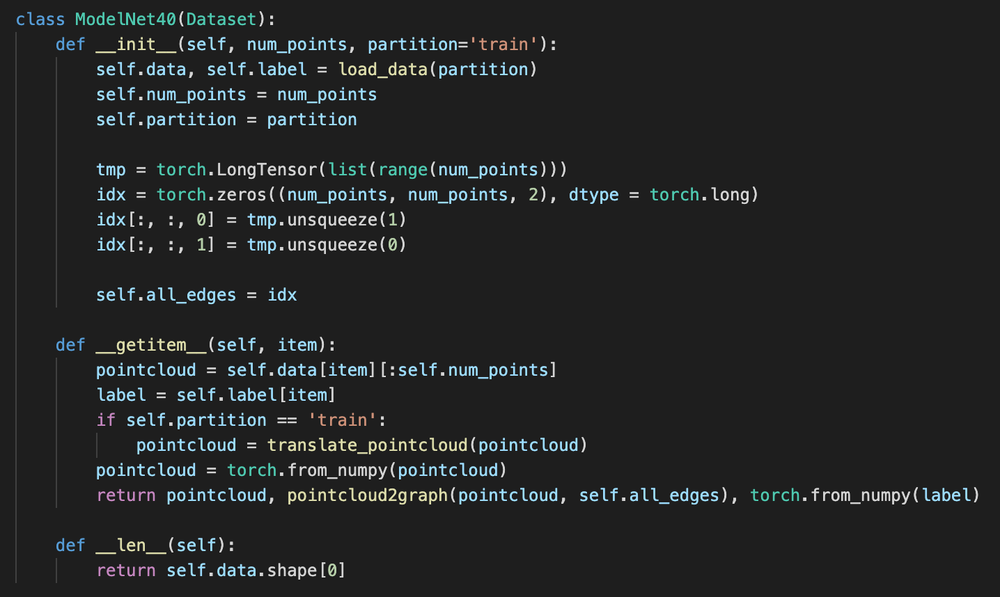 class ModelNet40(Dataset):
    def __init__(self, num_points, partition='train'):
        self.data, self.label = load_data(partition)
        self.num_points = num_points
        self.partition = partition

        tmp = torch.LongTensor(list(range(num_points)))
        idx = torch.zeros((num_points, num_points, 2), dtype = torch.long)
        idx[:, :, 0] = tmp.unsqueeze(1)
        idx[:, :, 1] = tmp.unsqueeze(0)

        self.all_edges = idx

    def __getitem__(self, item):
        pointcloud = self.data[item][:self.num_points]
        label = self.label[item]
        if self.partition == 'train':
            pointcloud = translate_pointcloud(pointcloud)
        pointcloud = torch.from_numpy(pointcloud)
        return pointcloud, pointcloud2graph(pointcloud, self.all_edges), torch.from_numpy(label)

    def __len__(self):
        return self.data.shape[0]